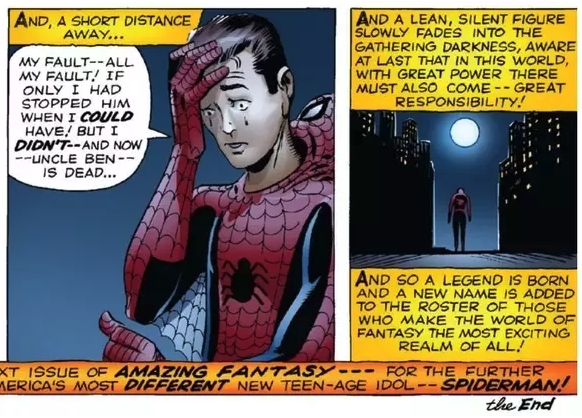 AND, A SHORT DISTANCE
AWAY...
MY FAULT--ALL
MY FAULT! IF
ONLY I HAD
STOPPED HIM
WHEN I COULD
HAVE! BUT I
DIDN'T--AND NOW
--UNCLE BEN--
IS DEAD...
AND A LEAN, SILENT FIGURE
SLOWLY FADES INTO THE
GATHERING DARKNESS, AWARE
AT LAST THAT IN THIS WORLD,
WITH GREAT POWER THERE
MUST ALSO COME -- GREAT
RESPONSIBILITY!
AND SO A LEGEND IS BORN
AND A NEW NAME IS ADDED
TO THE ROSTER OF THOSE
WHO MAKE THE WORLD OF
FANTASY THE MOST EXCITING
REALM OF ALL!
XT ISSUE OF AMAZING FANTASY --- FOR THE FURTHER
MERICA'S MOST DIFFERENT NEW TEEN-AGE IDOL -- SPIDERMAN!
the End